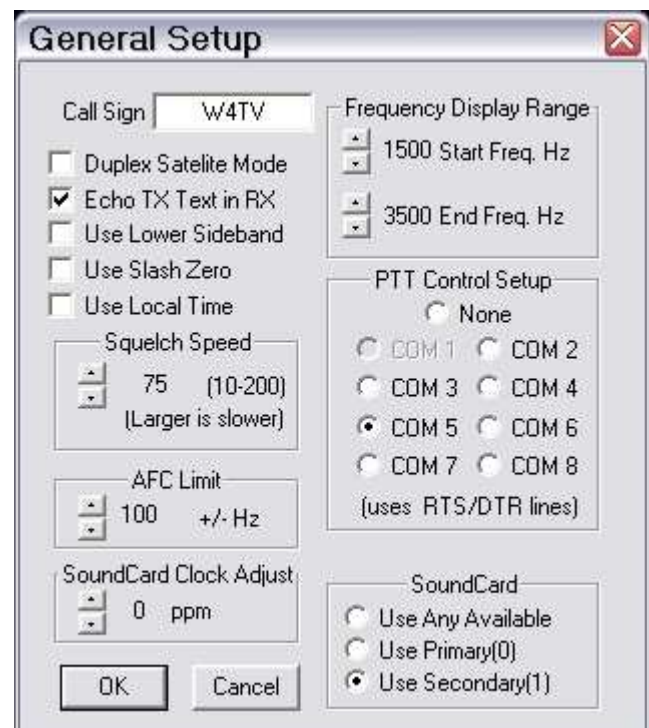 General Setup
Call Sign W4TV
Duplex Satelite Mode
Echo TX Text in RX
Use Lower Sideband
Use Slash Zero
Use Local Time
Squelch Speed
75 (10-200)
(Larger is slower)
AFC Limit
100 +/- Hz
SoundCard Clock Adjust
0 ppm
OK Cancel
Frequency Display Range
1500 Start Freq. Hz
3500 End Freq. Hz
PTT Control Setup
None
COM 1 COM 2
COM 3 COM 4
COM 5 COM 6
COM 7 COM 8
(uses RTS/DTR lines)
SoundCard
Use Any Available
Use Primary(0)
Use Secondary(1)